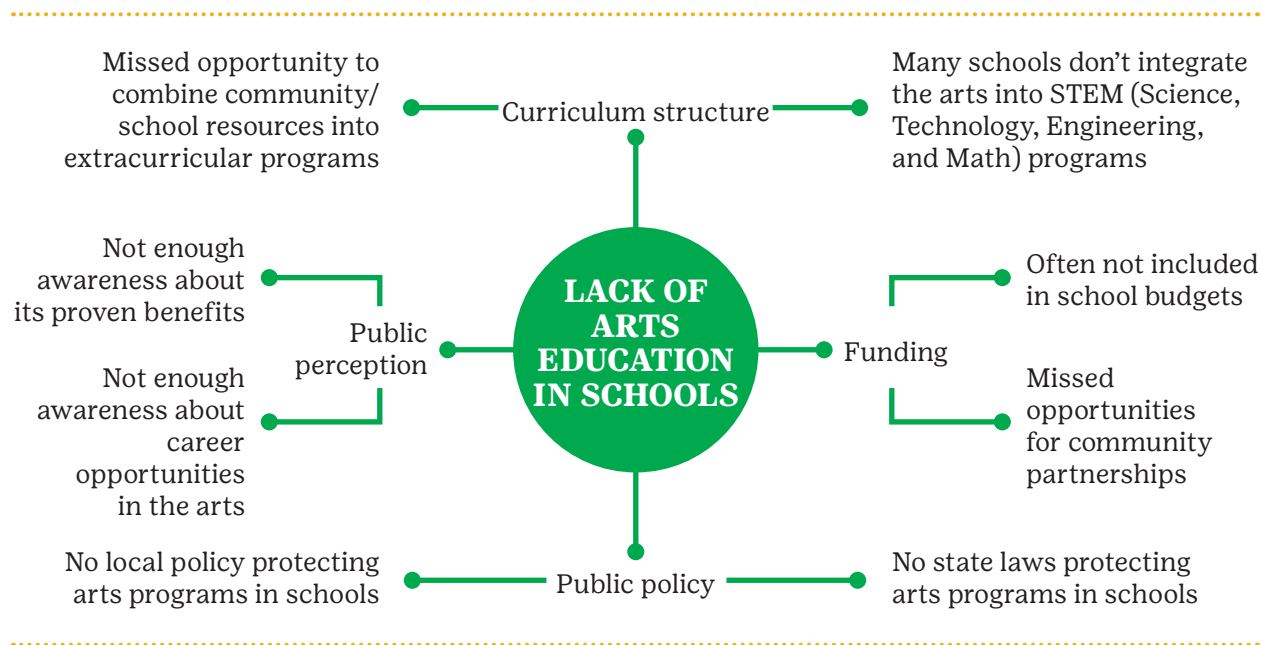 Missed opportunity to
combine community/
school resources into
extracurricular programs
Curriculum structure
Many schools don’t integrate
the arts into STEM (Science,
Technology, Engineering,
and Math) programs
Not enough
awareness about
its proven benefits
Public
perception
Not enough
awareness about
career
opportunities
in the arts
LACK OF
ARTS
EDUCATION
IN SCHOOLS
Funding
Often not included
in school budgets
Missed
opportunities
for community
partnerships
No local policy protecting
arts programs in schools
Public policy
No state laws protecting
arts programs in schools